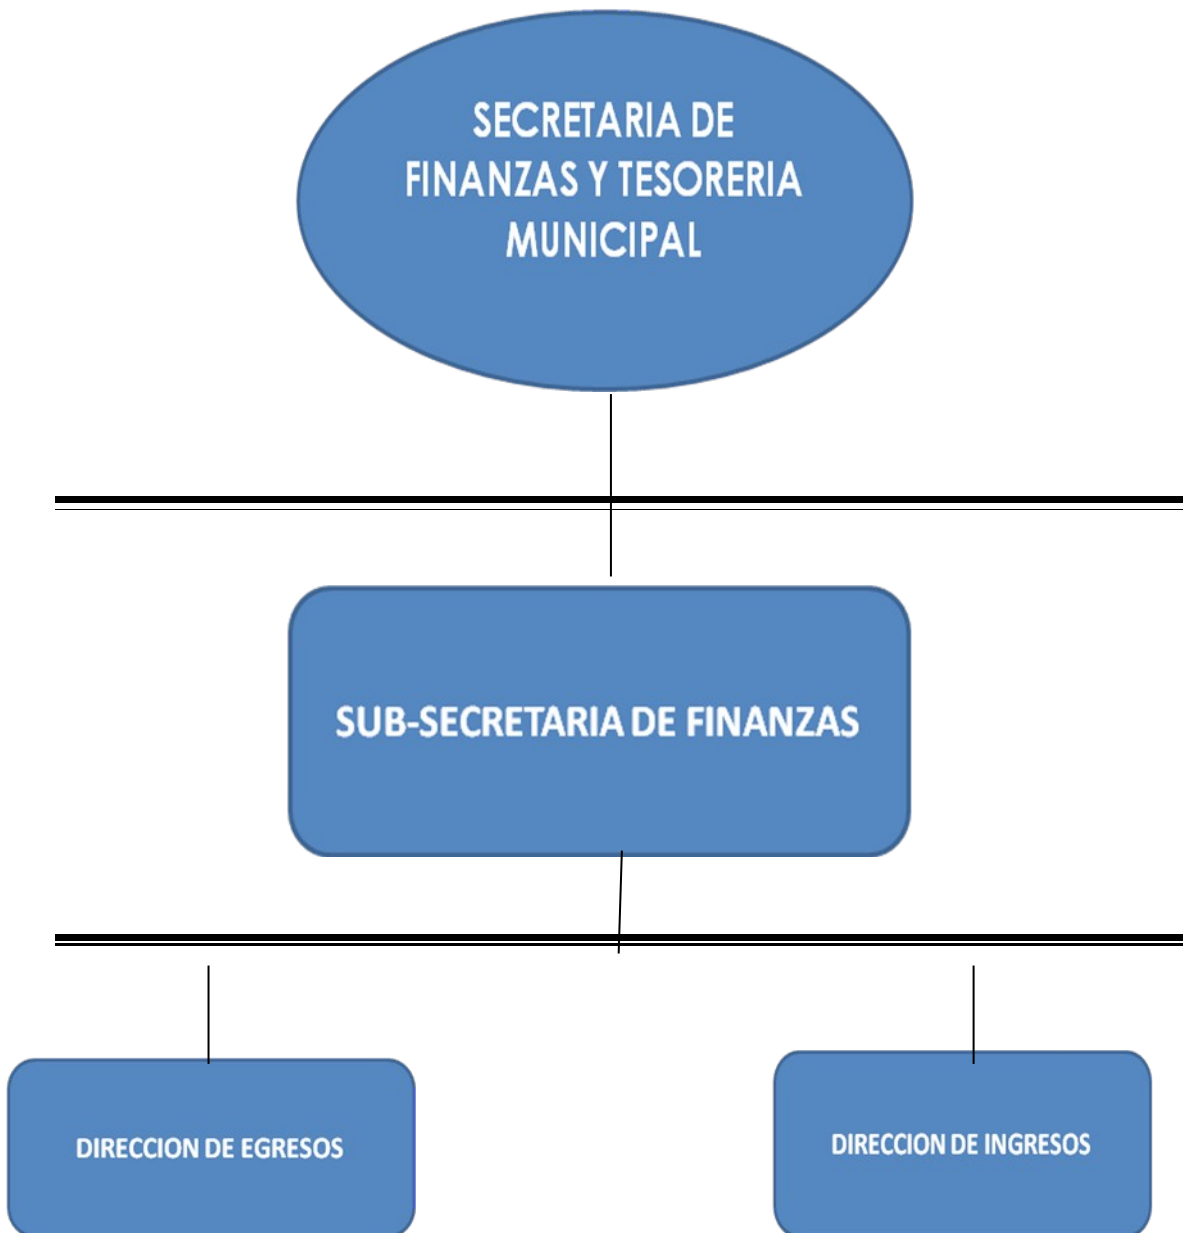 SECRETARIA DE
FINANZAS Y TESORERIA
MUNICIPAL
SUB-SECRETARIA DE FINANZAS
DIRECCION DE EGRESOS
DIRECCION DE INGRESOS